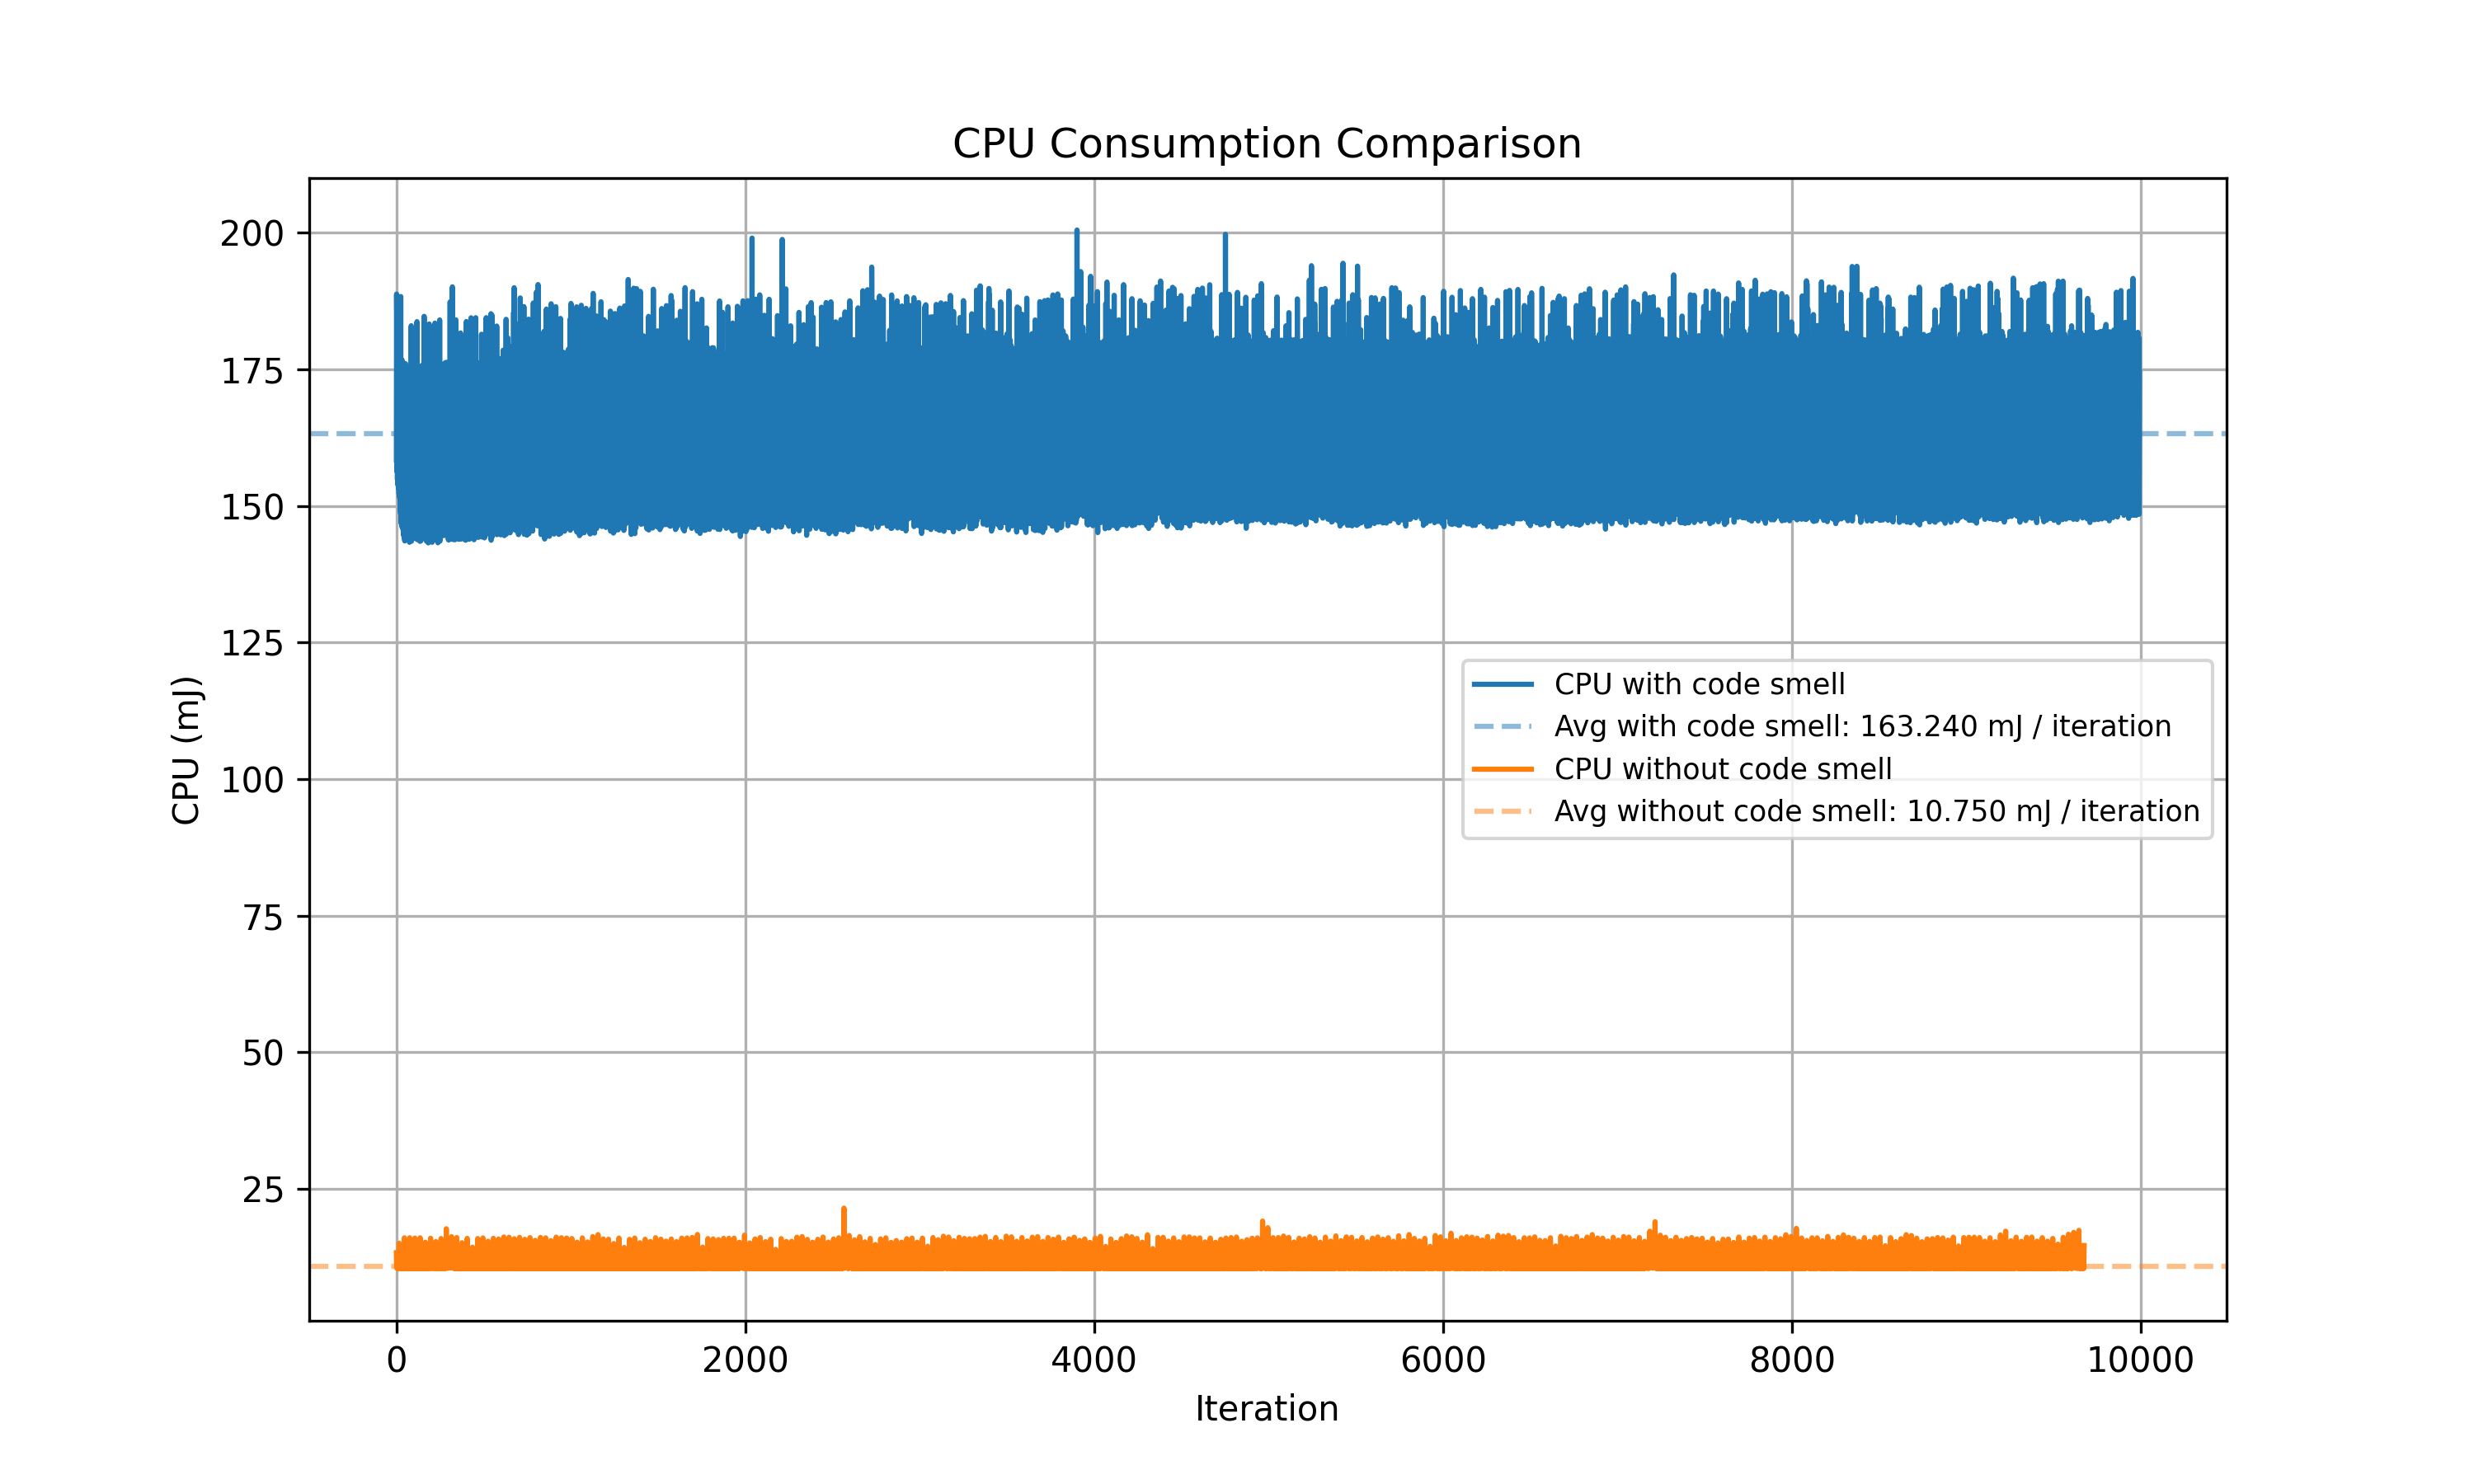 CPU Consumption Comparison
200
175
150
125
100
75
50
25
CPU (mJ)
CPU with code smell
Avg with code smell: 163.240 mJ / iteration
CPU without code smell
Avg without code smell: 10.750 mJ / iteration
0 2000 4000 6000 8000 10000
Iteration